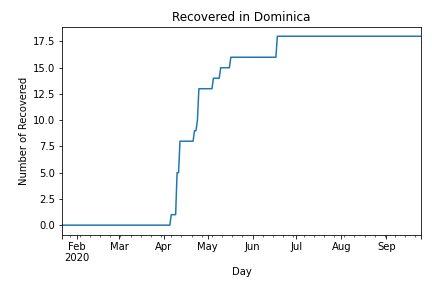 Recovered in Dominica
Number of Recovered
17.5
15.0
12.5
10.0
7.5
5.0
2.5
0.0
Feb Mar Apr May Jun Jul Aug Sep
2020
Day